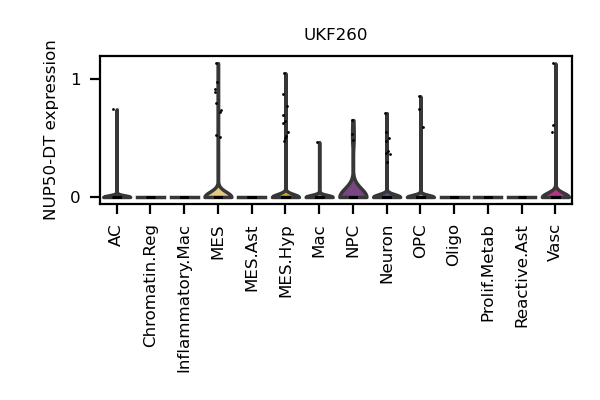 UKF260
NUP50-DT expression
1
0
AC
Chromatin.Reg
Inflammatory.Mac
MES
MES.Ast
MES.Hyp
Mac
NPC
Neuron
OPC
Oligo
Prolif.Metab
Reactive.Ast
Vasc